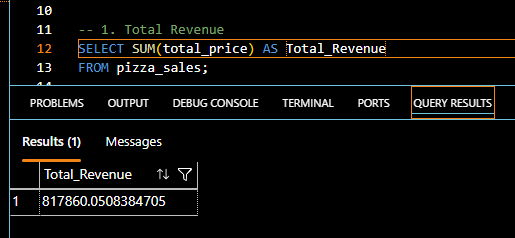 10
11 -- 1. Total Revenue
12 SELECT SUM(total_price) AS Total_Revenue
13 FROM pizza_sales;
PROBLEMS OUTPUT DEBUG CONSOLE TERMINAL PORTS QUERY RESULTS
Results (1) Messages
Total_Revenue
1 817860.0508384705